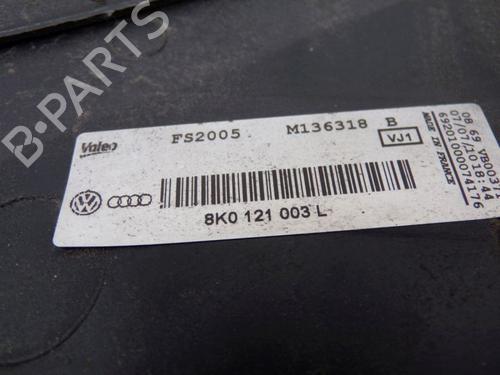 Valeo FS2005. M136318 B
VJ1
8K0 121 003 L
MADE IN FRANCE
B-PARTS